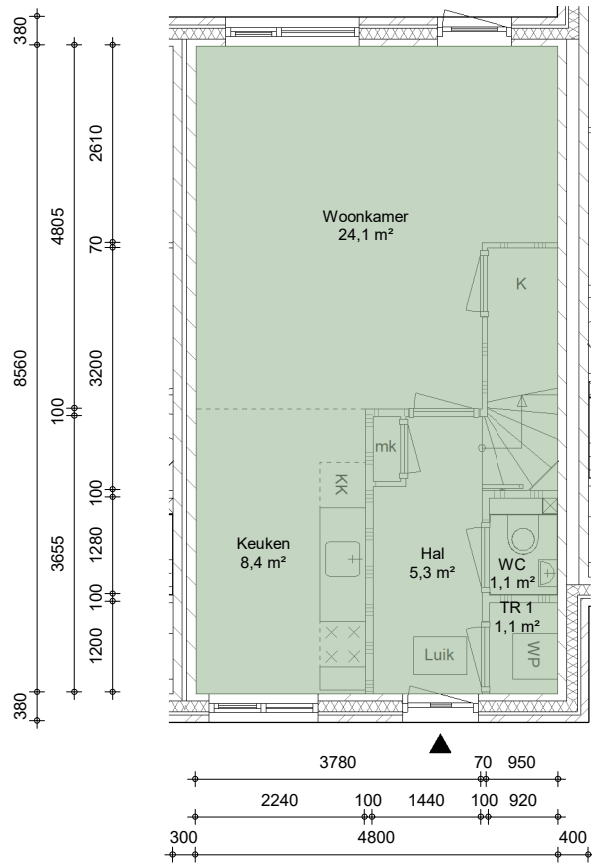 380
2610
4805
70
8560
3200
100
100
3655
1280
100
1200
380
Woonkamer
24,1 m²
K
mk
KK
Keuken
8,4 m²
Hal
5,3 m²
WC
1,1 m²
TR 1
1,1 m²
Luik
WP
3780 70 950
2240 100 1440 100 920
300 4800 400